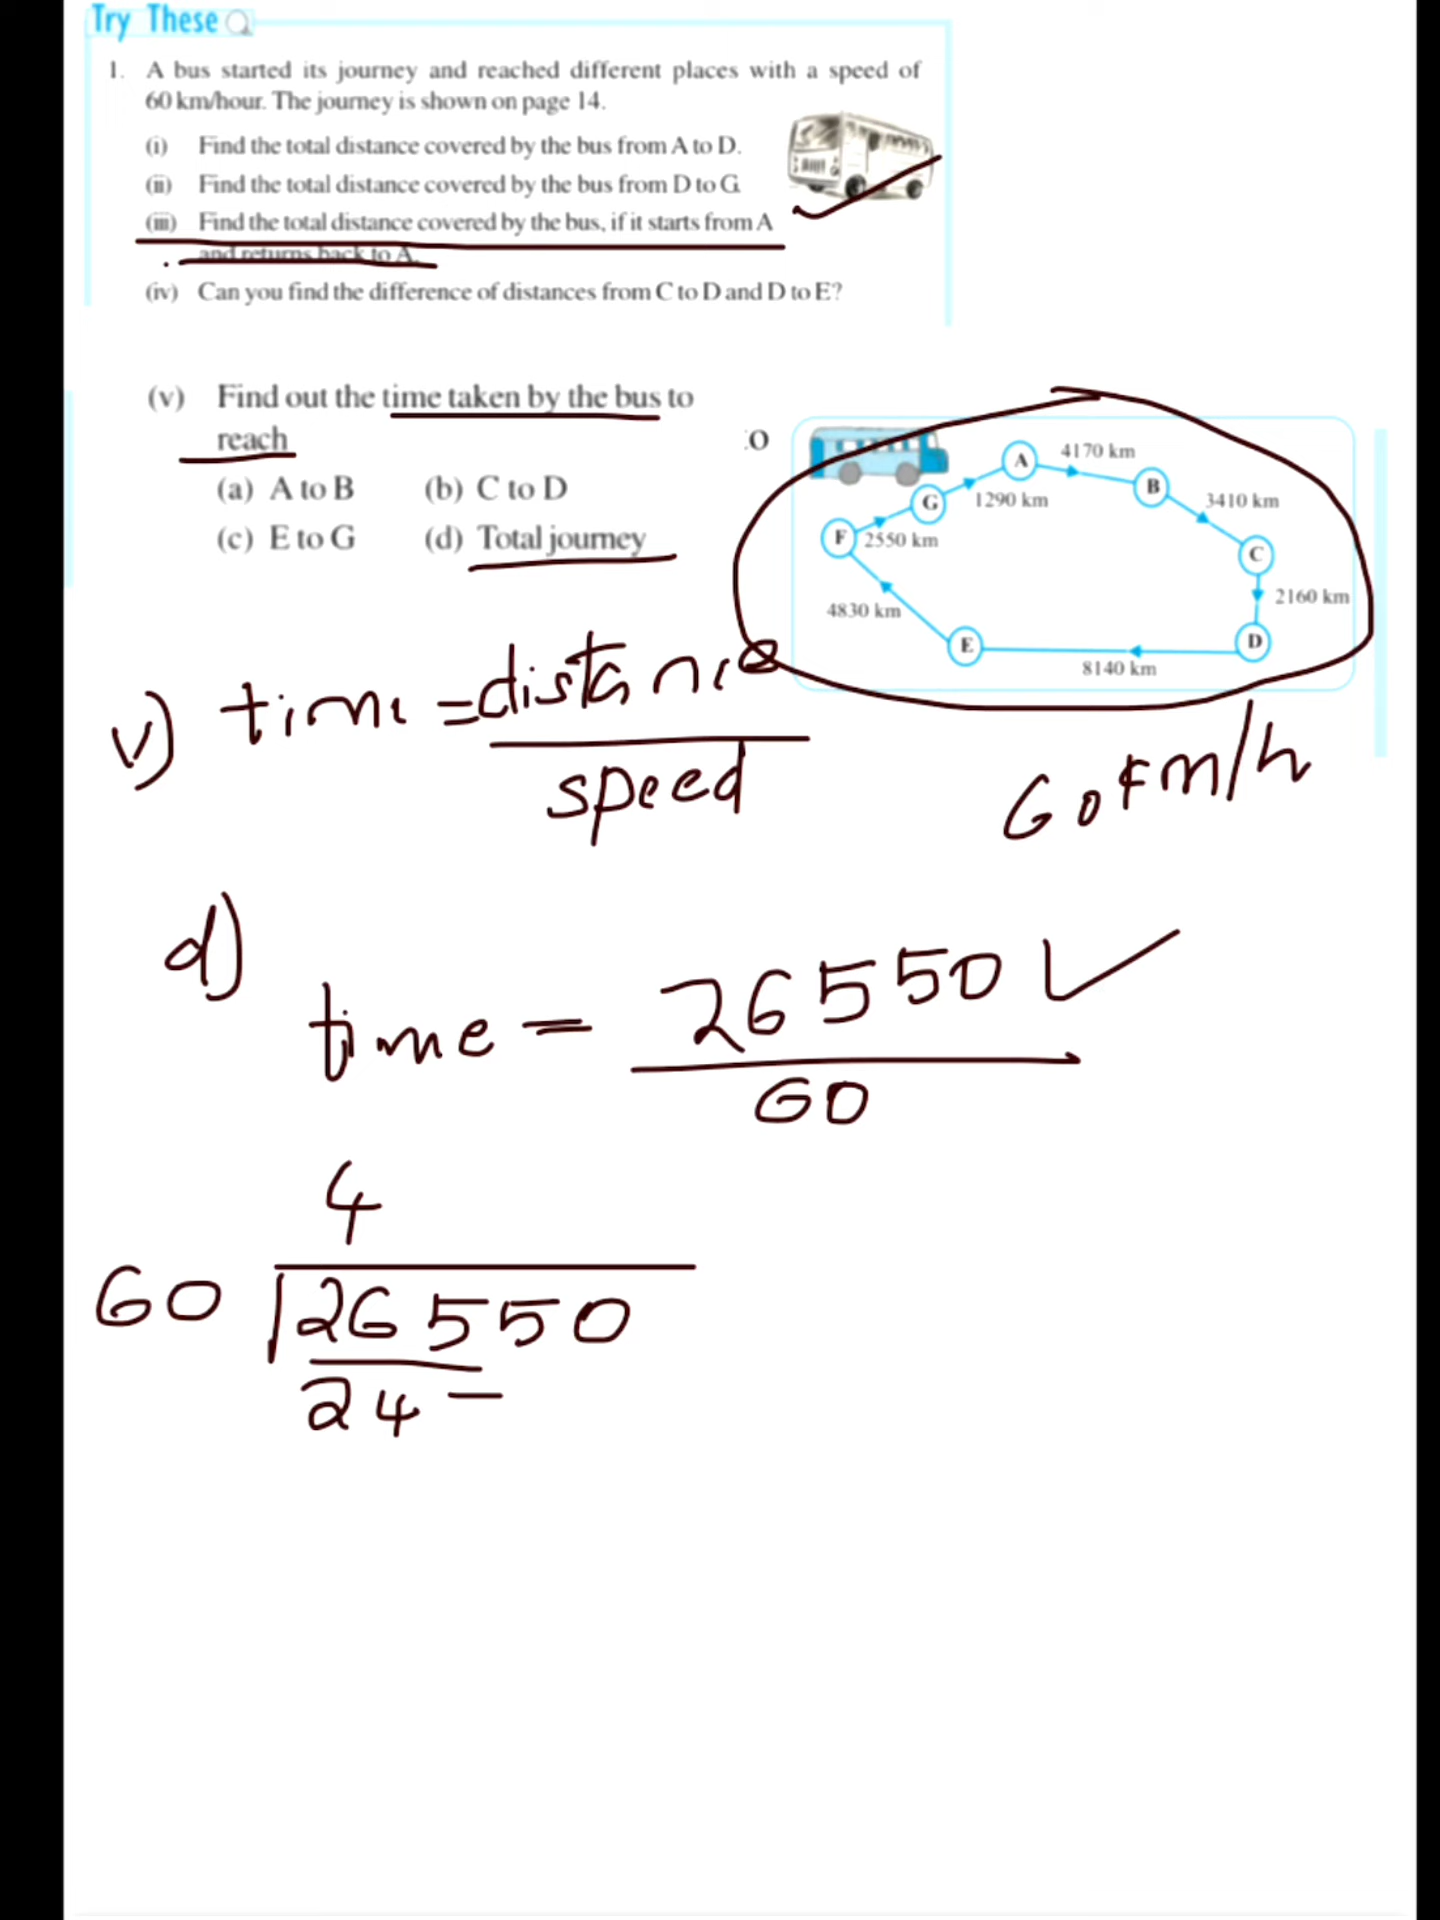 Try These
1. A bus started its journey and reached different places with a speed of
60 km/hour. The journey is shown on page 14.
(i) Find the total distance covered by the bus from A to D.
(ii) Find the total distance covered by the bus from D to G.
(iii) Find the total distance covered by the bus, if it starts from A
and returns back to A.
(iv) Can you find the difference of distances from C to D and D to E?
(v) Find out the time taken by the bus to
reach
(a) A to B (b) C to D
(c) E to G (d) Total journey
:O
A 4170 km
B
G 1290 km 3410 km
F 2550 km
C
2160 km
4830 km
E D
8140 km
v) time = distance
speed
60 km/h
d)
time = 26550
60
4
60 26550
24 -